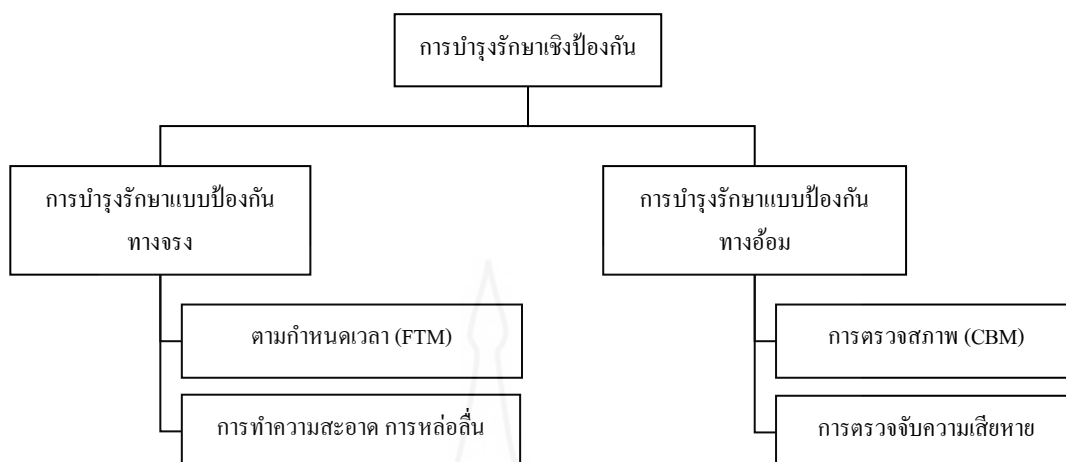 การบำรุงรักษาเชิงป้องกัน
การบำรุงรักษาแบบป้องกัน
ทางจรง
การบำรุงรักษาแบบป้องกัน
ทางอ้อม
ตามกำหนดเวลา (FTM)
การทำความสะอาด การหล่อลื่น
การตรวจสภาพ (CBM)
การตรวจจับความเสียหาย